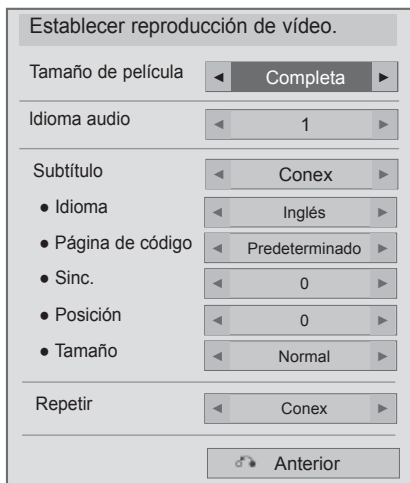 Establecer reproducción de vídeo.
Tamaño de película ◄ Completa ►
Idioma audio ◄ 1 ►
Subtítulo ◄ Conex ►
● Idioma ◄ Inglés ►
● Página de código ◄ Predeterminado ►
● Sinc. ◄ 0 ►
● Posición ◄ 0 ►
● Tamaño ◄ Normal ►
Repetir ◄ Conex ►
Anterior